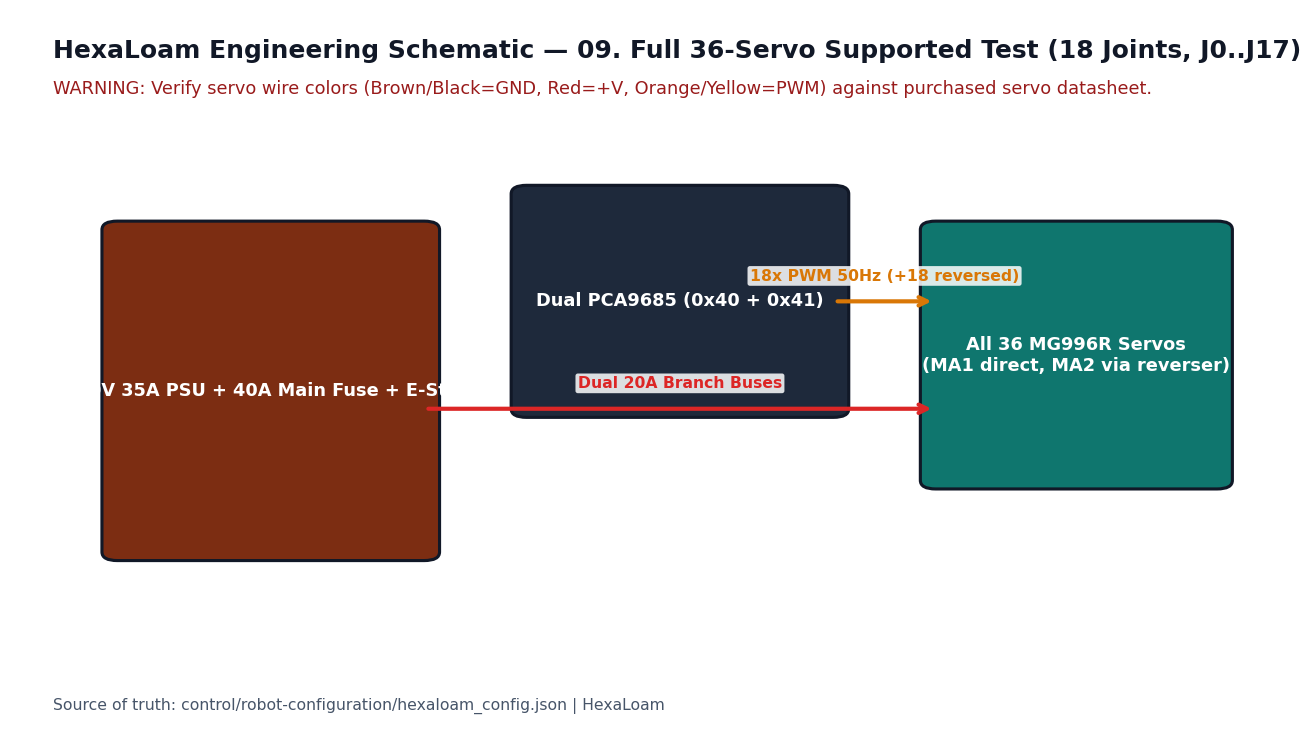 HexaLoam Engineering Schematic — 09. Full 36-Servo Supported Test (18 Joints, J0..J17)
WARNING: Verify servo wire colors (Brown/Black=GND, Red=+V, Orange/Yellow=PWM) against purchased servo datasheet.
18x PWM 50Hz (+18 reversed)
Dual PCA9685 (0x40 + 0x41)
All 36 MG996R Servos
(MA1 direct, MA2 via reverser)
Dual 20A Branch Buses
V 35A PSU + 40A Main Fuse + E-St
Source of truth: control/robot-configuration/hexaloam_config.json | HexaLoam